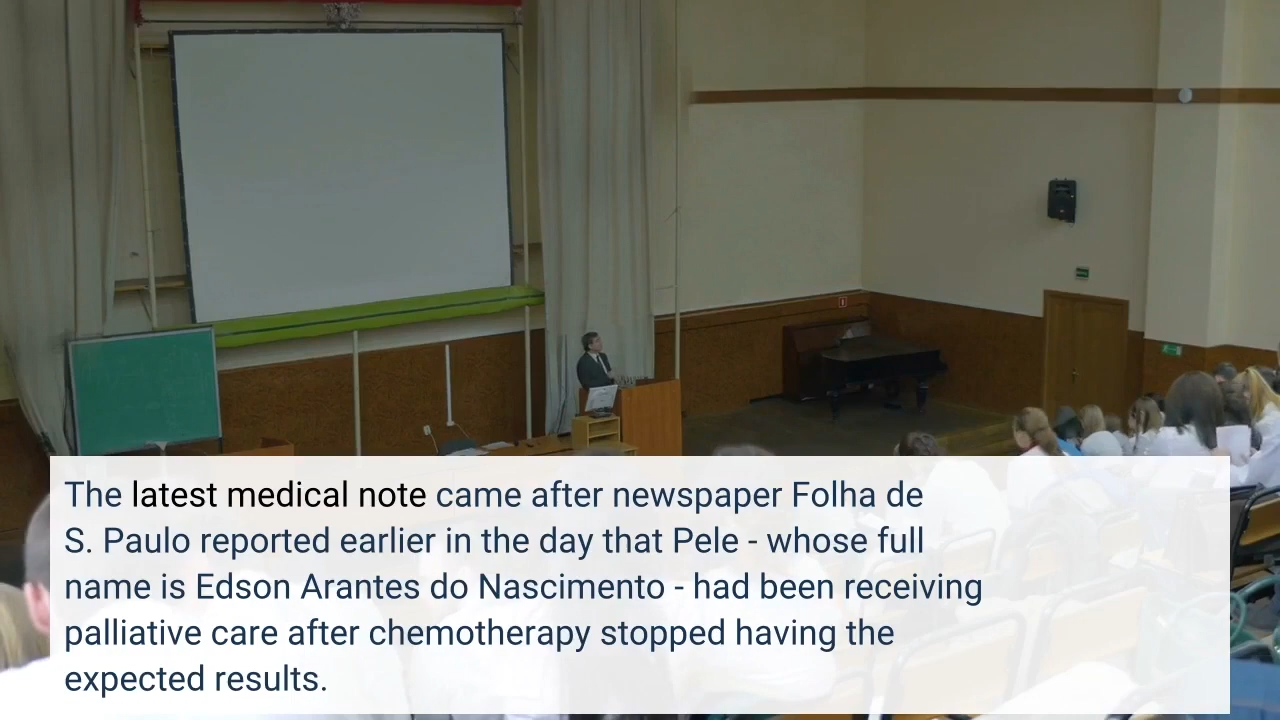 The latest medical note came after newspaper Folha de
S. Paulo reported earlier in the day that Pele - whose full
name is Edson Arantes do Nascimento - had been receiving
palliative care after chemotherapy stopped having the
expected results.